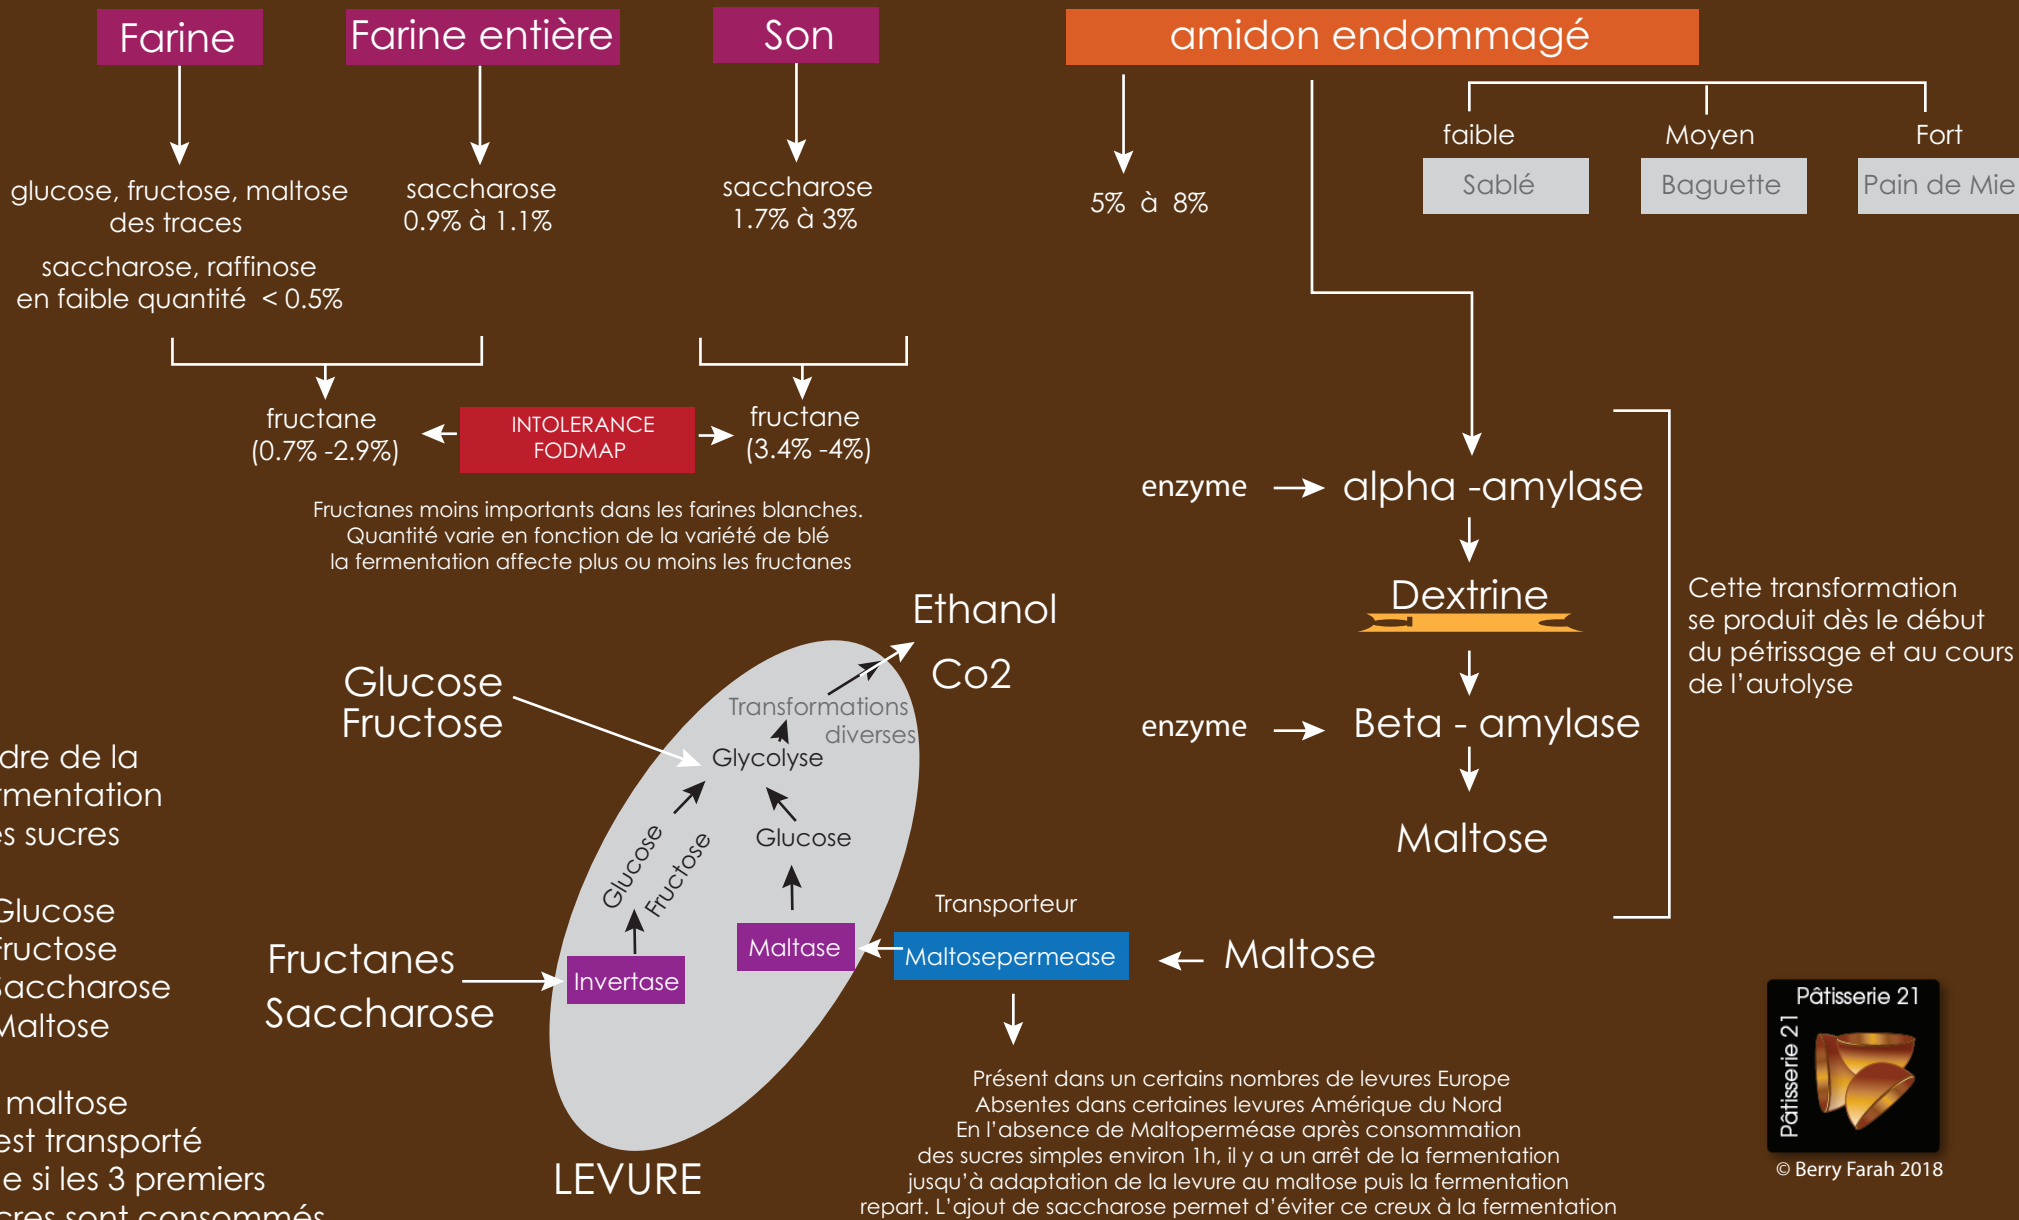 Farine
Farine entière
Son
amidon endommagé
glucose, fructose, maltose
des traces
saccharose, raffinose
en faible quantité < 0.5%
saccharose
0.9% à 1.1%
saccharose
1.7% à 3%
5% à 8%
faible
Moyen
Fort
Sablé
Baguette
Pain de Mie
fructane
(0.7% -2.9%)
INTOLERANCE
FODMAP
fructane
(3.4% -4%)
Fructanes moins importants dans les farines blanches.
Quantité varie en fonction de la variété de blé
la fermentation affecte plus ou moins les fructanes
enzyme
alpha -amylase
Dextrine
enzyme
Beta - amylase
Maltose
Cette transformation
se produit dès le début
du pétrissage et au cours
de l'autolyse
Ethanol
Co2
Glucose
Fructose
Transformations
diverses
Glycolyse
Glucose
Fructose
Glucose
Invertase
Maltase
Fructanes
Saccharose
Transporteur
Maltosepermease
Maltose
LEVURE
Présent dans un certains nombres de levures Europe
Absentes dans certaines levures Amérique du Nord
En l'absence de Maltoperméase après consommation
des sucres simples environ 1h, il y a un arrêt de la fermentation
jusqu'à adaptation de la levure au maltose puis la fermentation
repart. L'ajout de saccharose permet d'éviter ce creux à la fermentation
dre de la
rmentation
es sucres
Glucose
Fructose
Saccharose
Maltose
maltose
est transporté
e si les 3 premiers
cres sont consommés
Pâtisserie 21
Pâtisserie 21
© Berry Farah 2018